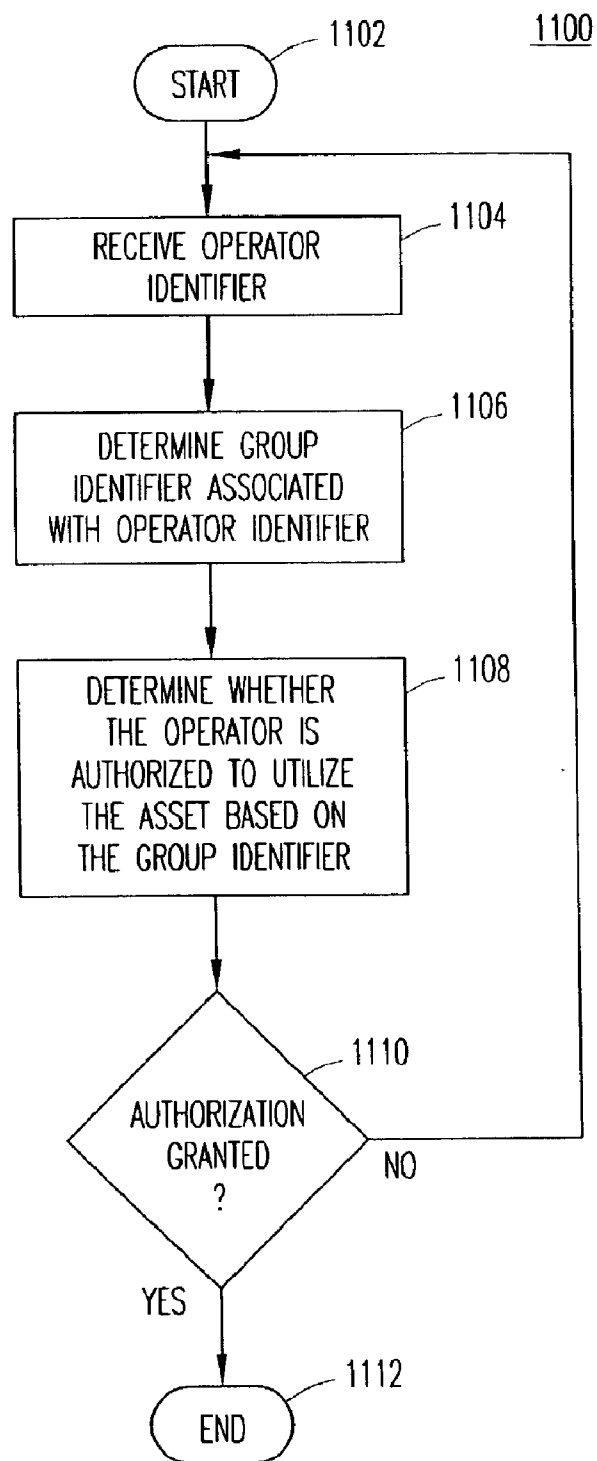 1102
1100
START
1104
RECEIVE OPERATOR
IDENTIFIER
1106
DETERMINE GROUP
IDENTIFIER ASSOCIATED
WITH OPERATOR IDENTIFIER
1108
DETERMINE WHETHER
THE OPERATOR IS
AUTHORIZED TO UTILIZE
THE ASSET BASED ON
THE GROUP IDENTIFIER
1110
AUTHORIZATION
GRANTED
?
NO
YES
1112
END